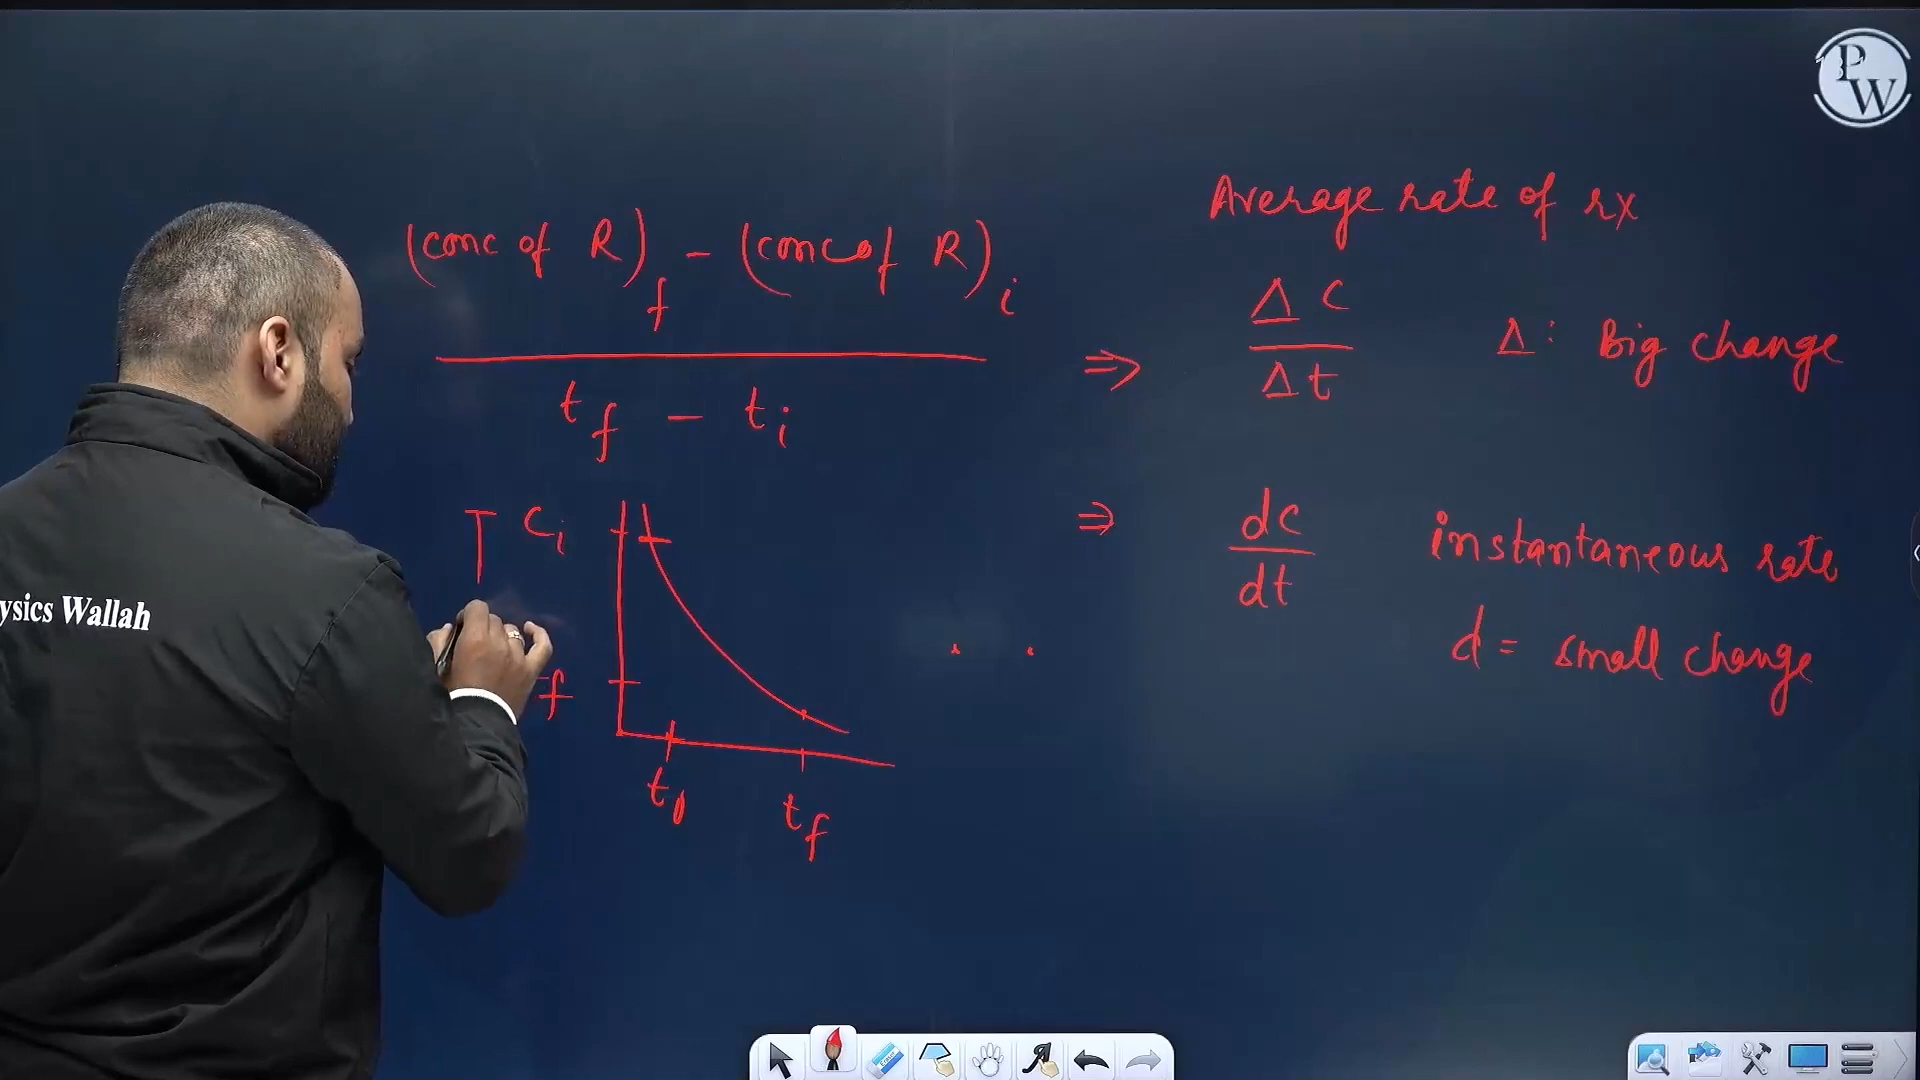 PW
Average rate of rx
(conc of R)f - (conc of R)i
tf - ti
⇒ ΔC
Δt
Δ: Big change
Ci
f
t0
tf
⇒ dc
dt
instantaneous rate
d = small change
ysics Wallah